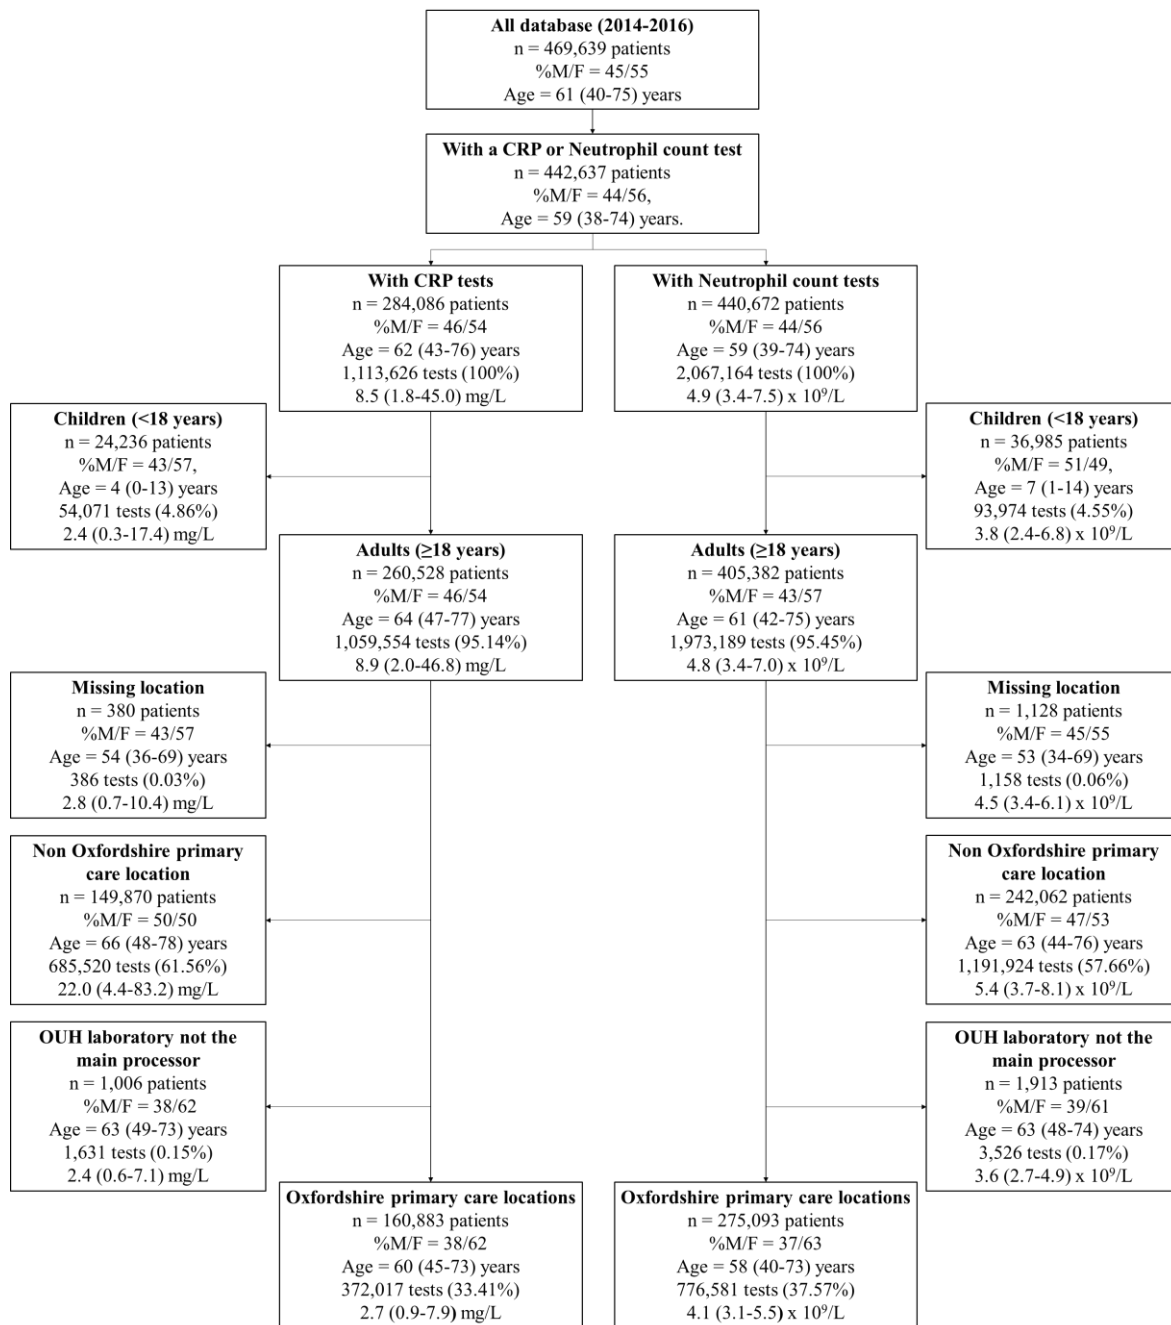 All database (2014-2016)
n = 469,639 patients
%M/F = 45/55
Age = 61 (40-75) years
With a CRP or Neutrophil count test
n = 442,637 patients
%M/F = 44/56,
Age = 59 (38-74) years.
With CRP tests
n = 284,086 patients
%M/F = 46/54
Age = 62 (43-76) years
1,113,626 tests (100%)
8.5 (1.8-45.0) mg/L
With Neutrophil count tests
n = 440,672 patients
%M/F = 44/56
Age = 59 (39-74) years
2,067,164 tests (100%)
4.9 (3.4-7.5) x 10⁹/L
Children (<18 years)
n = 24,236 patients
%M/F = 43/57,
Age = 4 (0-13) years
54,071 tests (4.86%)
2.4 (0.3-17.4) mg/L
Children (<18 years)
n = 36,985 patients
%M/F = 51/49,
Age = 7 (1-14) years
93,974 tests (4.55%)
3.8 (2.4-6.8) x 10⁹/L
Adults (≥18 years)
n = 260,528 patients
%M/F = 46/54
Age = 64 (47-77) years
1,059,554 tests (95.14%)
8.9 (2.0-46.8) mg/L
Adults (≥18 years)
n = 405,382 patients
%M/F = 43/57
Age = 61 (42-75) years
1,973,189 tests (95.45%)
4.8 (3.4-7.0) x 10⁹/L
Missing location
n = 380 patients
%M/F = 43/57
Age = 54 (36-69) years
386 tests (0.03%)
2.8 (0.7-10.4) mg/L
Missing location
n = 1,128 patients
%M/F = 45/55
Age = 53 (34-69) years
1,158 tests (0.06%)
4.5 (3.4-6.1) x 10⁹/L
Non Oxfordshire primary
care location
n = 149,870 patients
%M/F = 50/50
Age = 66 (48-78) years
685,520 tests (61.56%)
22.0 (4.4-83.2) mg/L
Non Oxfordshire primary
care location
n = 242,062 patients
%M/F = 47/53
Age = 63 (44-76) years
1,191,924 tests (57.66%)
5.4 (3.7-8.1) x 10⁹/L
OUH laboratory not the
main processor
n = 1,006 patients
%M/F = 38/62
Age = 63 (49-73) years
1,631 tests (0.15%)
2.4 (0.6-7.1) mg/L
OUH laboratory not the
main processor
n = 1,913 patients
%M/F = 39/61
Age = 63 (48-74) years
3,526 tests (0.17%)
3.6 (2.7-4.9) x 10⁹/L
Oxfordshire primary care locations
n = 160,883 patients
%M/F = 38/62
Age = 60 (45-73) years
372,017 tests (33.41%)
2.7 (0.9-7.9) mg/L
Oxfordshire primary care locations
n = 275,093 patients
%M/F = 37/63
Age = 58 (40-73) years
776,581 tests (37.57%)
4.1 (3.1-5.5) x 10⁹/L